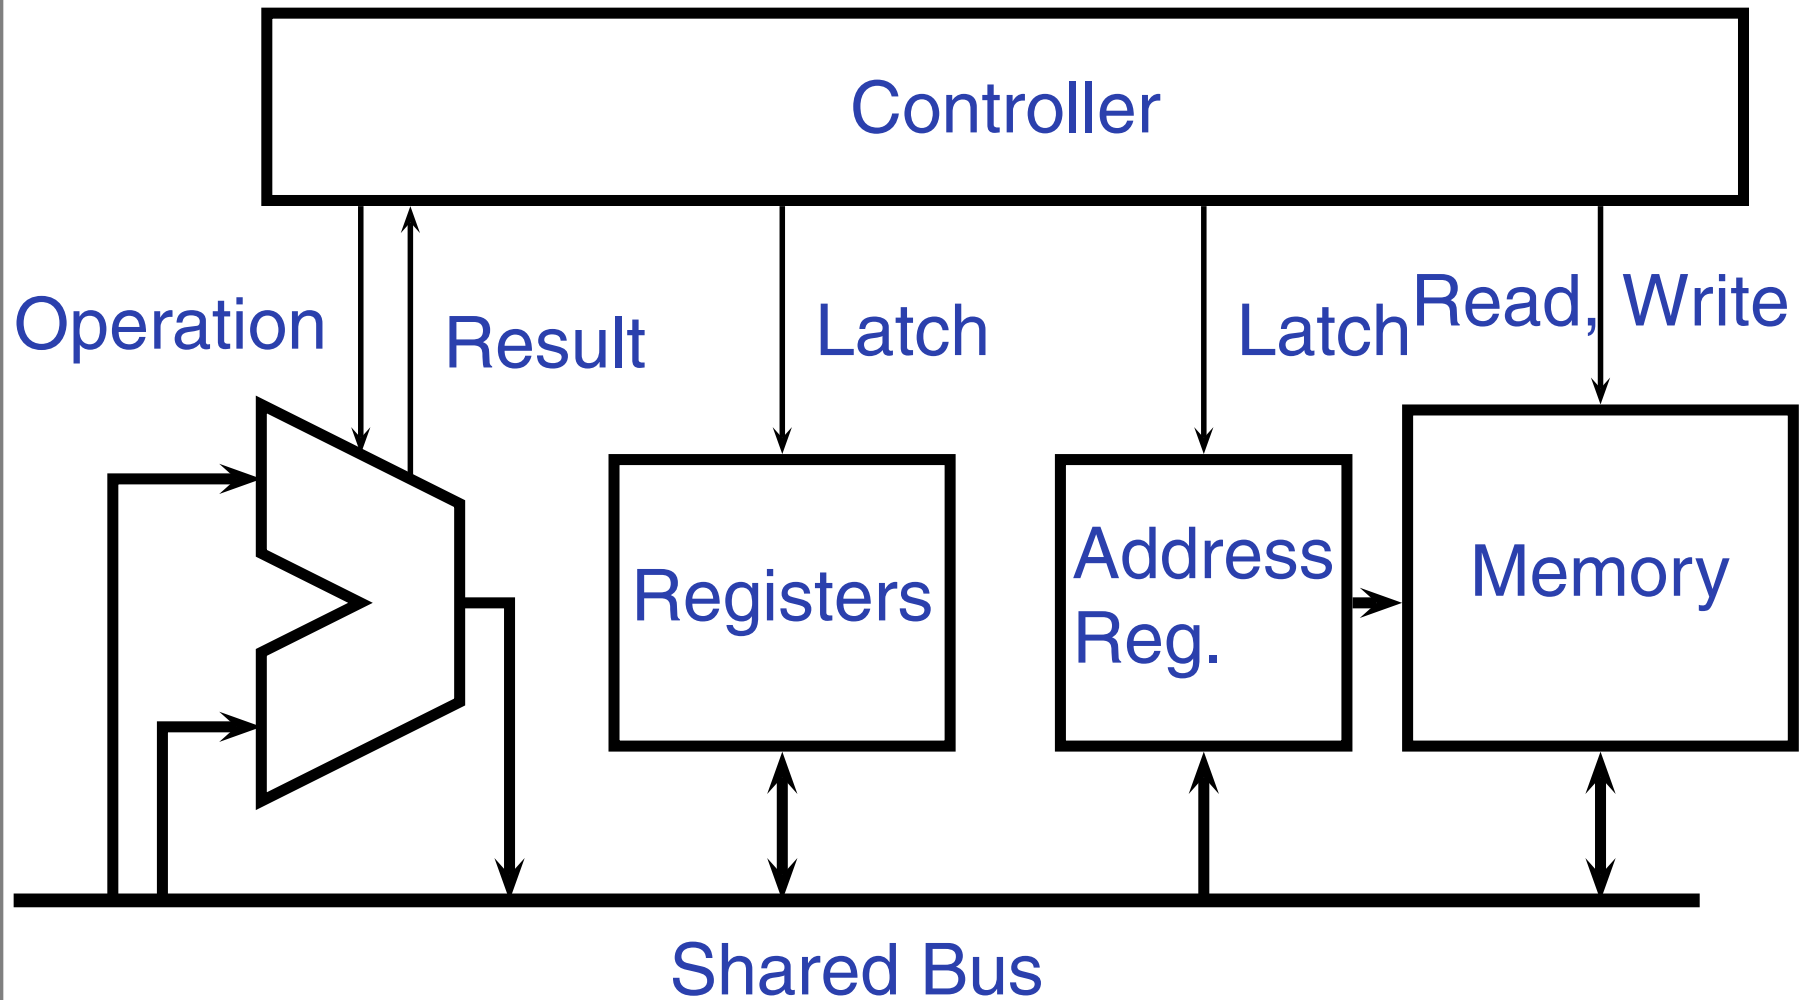 Controller
Operation
Result
Latch
Latch
Read, Write
Registers
Address
Reg.
Memory
Shared Bus